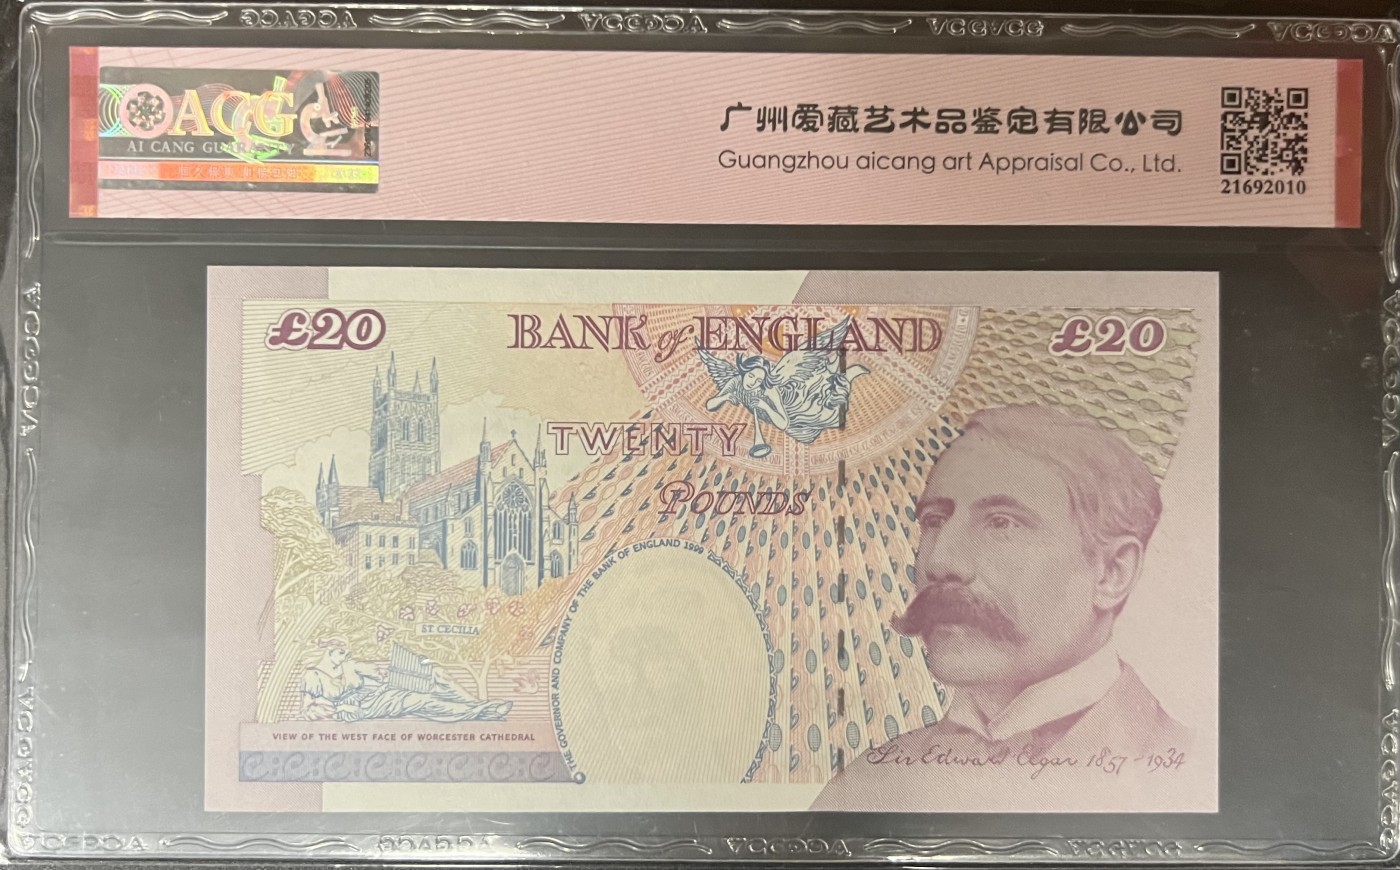 ACG
AI CANG GUARANTY
广州爱藏艺术品鉴定有限公司
Guangzhou aicang art Appraisal Co., Ltd.
21692010
£20
BANK of ENGLAND
£20
TWENTY
POUNDS
THE GOVERNOR AND COMPANY OF THE BANK OF ENGLAND 1999
ST. CECILIA
VIEW OF THE WEST FACE OF WORCESTER CATHEDRAL
Sir Edward Elgar 1857-1934